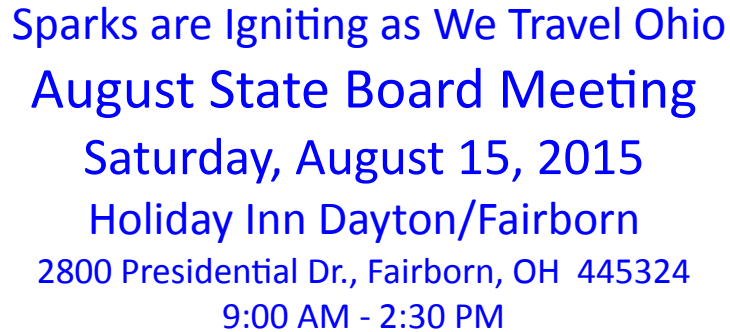 Sparks are Igniting as We Travel Ohio
August State Board Meeting
Saturday, August 15, 2015
Holiday Inn Dayton/Fairborn
2800 Presidential Dr., Fairborn, OH  445324
9:00 AM - 2:30 PM